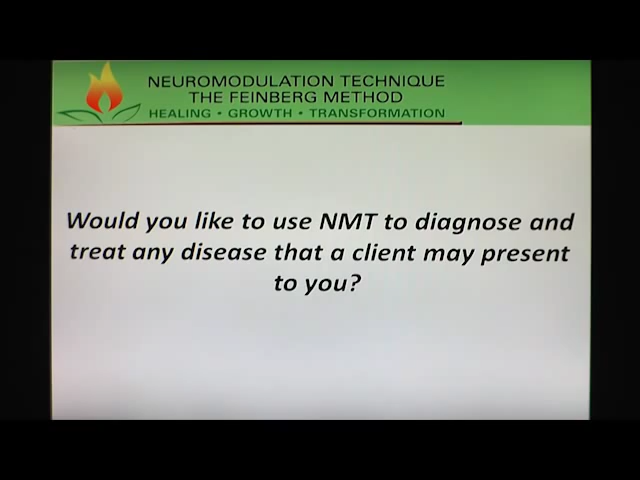 NEUROMODULATION TECHNIQUE
THE FEINBERG METHOD
HEALING • GROWTH • TRANSFORMATION
Would you like to use NMT to diagnose and
treat any disease that a client may present
to you?